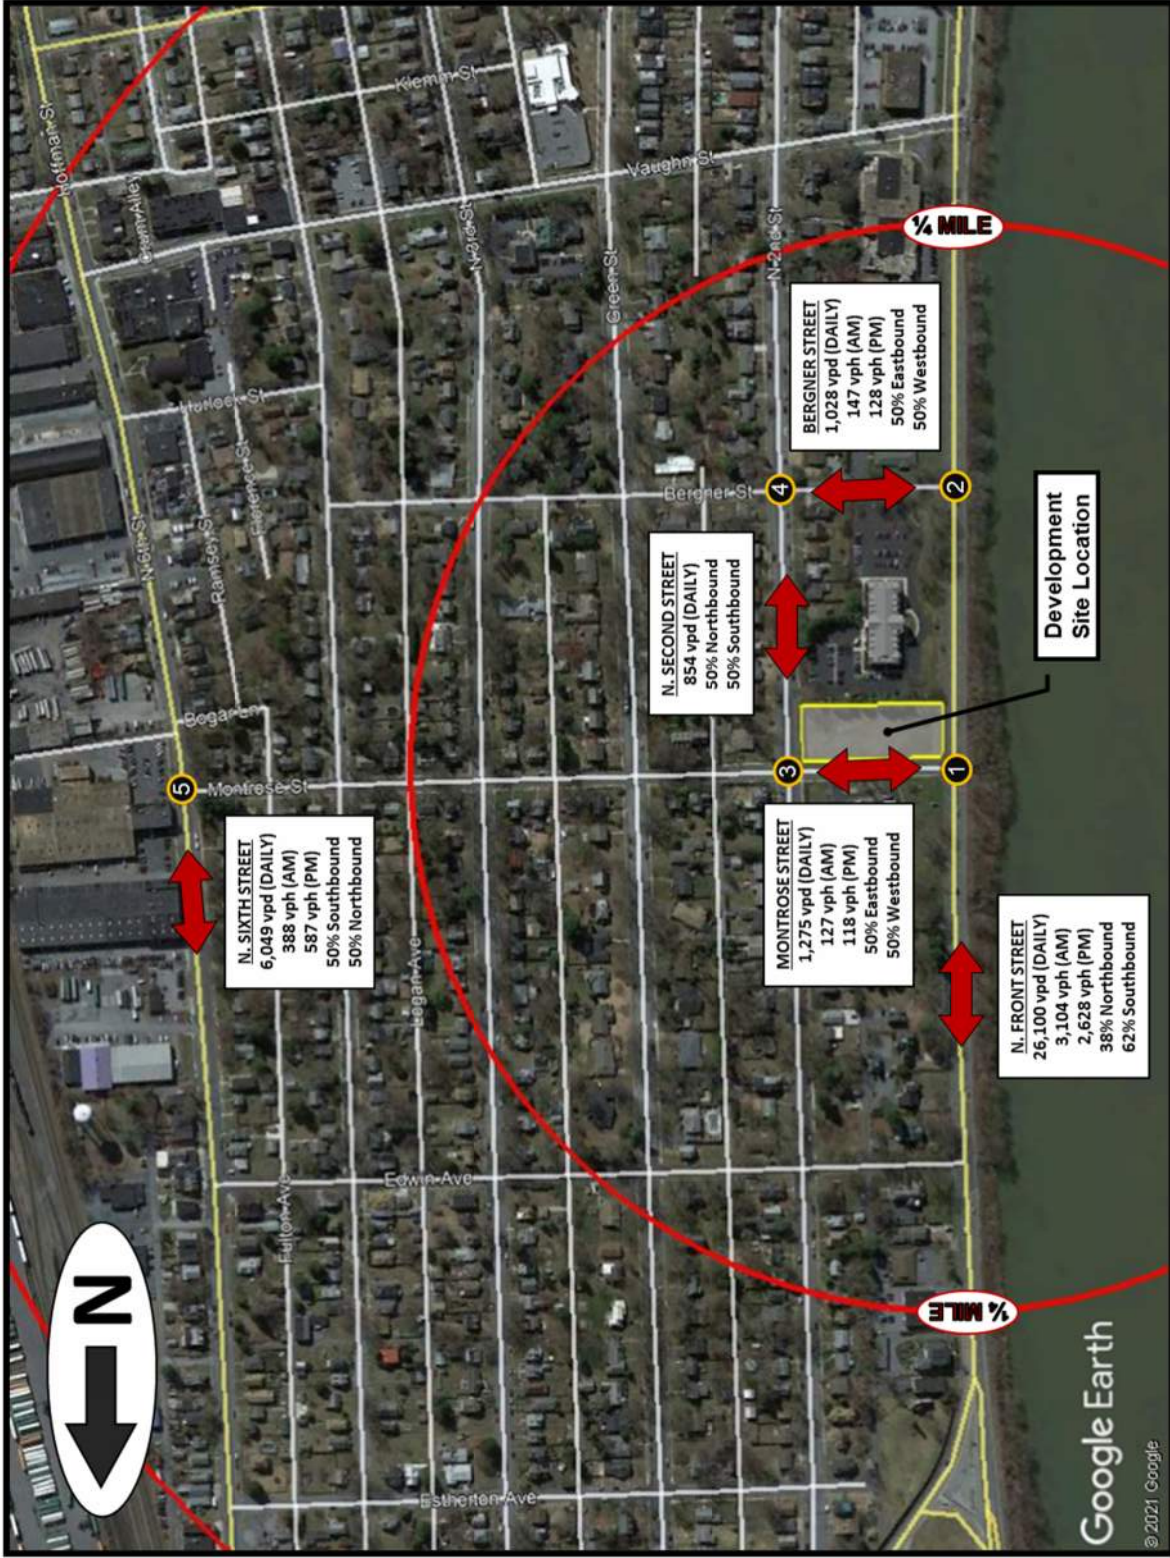 N
Hoffman St
Klemm St
Vaughn St
N 3rd St
Green St
N 2nd St
¼ MILE
Hurlock St
N 6th St
Ramsey St
Florence St
Bogar Ln
Bergner St
BERGNER STREET
1,028 vpd (DAILY)
147 vph (AM)
128 vph (PM)
50% Eastbound
50% Westbound
4
2
N. SECOND STREET
854 vpd (DAILY)
50% Northbound
50% Southbound
Development
Site Location
5
Montrose St
3
1
N. SIXTH STREET
6,049 vpd (DAILY)
388 vph (AM)
587 vph (PM)
50% Southbound
50% Northbound
MONTROSE STREET
1,275 vpd (DAILY)
127 vph (AM)
118 vph (PM)
50% Eastbound
50% Westbound
N. FRONT STREET
26,100 vpd (DAILY)
3,104 vph (AM)
2,628 vph (PM)
38% Northbound
62% Southbound
Logan Ave
Edwin Ave
Fulton Ave
¼ MILE
Estherton Ave
Google Earth
© 2021 Google